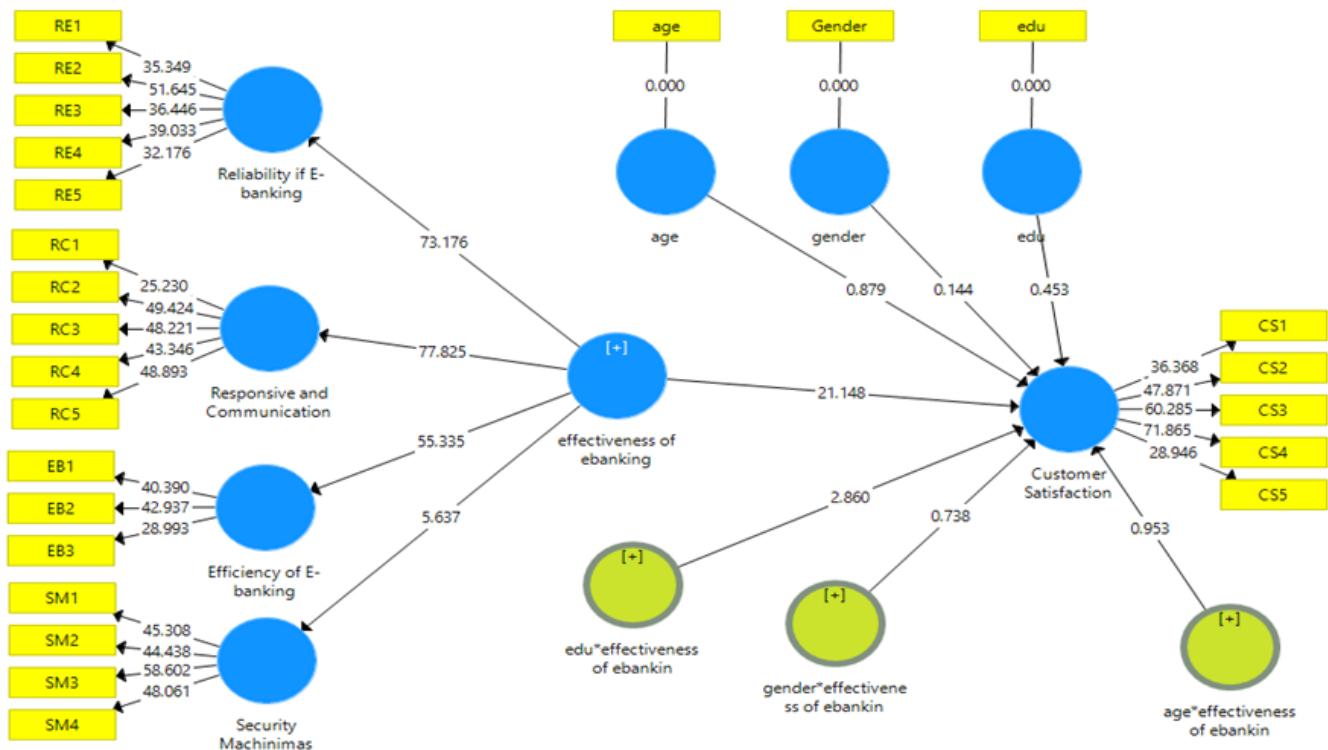 RE1
RE2
RE3
RE4
RE5
35.349
51.645
36.446
39.033
32.176
Reliability if E-
banking
RC1
RC2
RC3
RC4
RC5
25.230
49.424
48.221
43.346
48.893
Responsive and
Communication
EB1
EB2
EB3
40.390
42.937
28.993
Efficiency of E-
banking
SM1
SM2
SM3
SM4
45.308
44.438
58.602
48.061
Security
Machinimas
73.176
77.825
55.335
5.637
[+]
effectiveness of
ebanking
21.148
age
0.000
age
0.879
Gender
0.000
gender
0.144
edu
0.000
edu
0.453
Customer
Satisfaction
36.368
47.871
60.285
71.865
28.946
CS1
CS2
CS3
CS4
CS5
2.860
[+]
edu*effectiveness
of ebankin
0.738
[+]
gender*effectivene
ss of ebankin
0.953
[+]
age*effectiveness
of ebankin